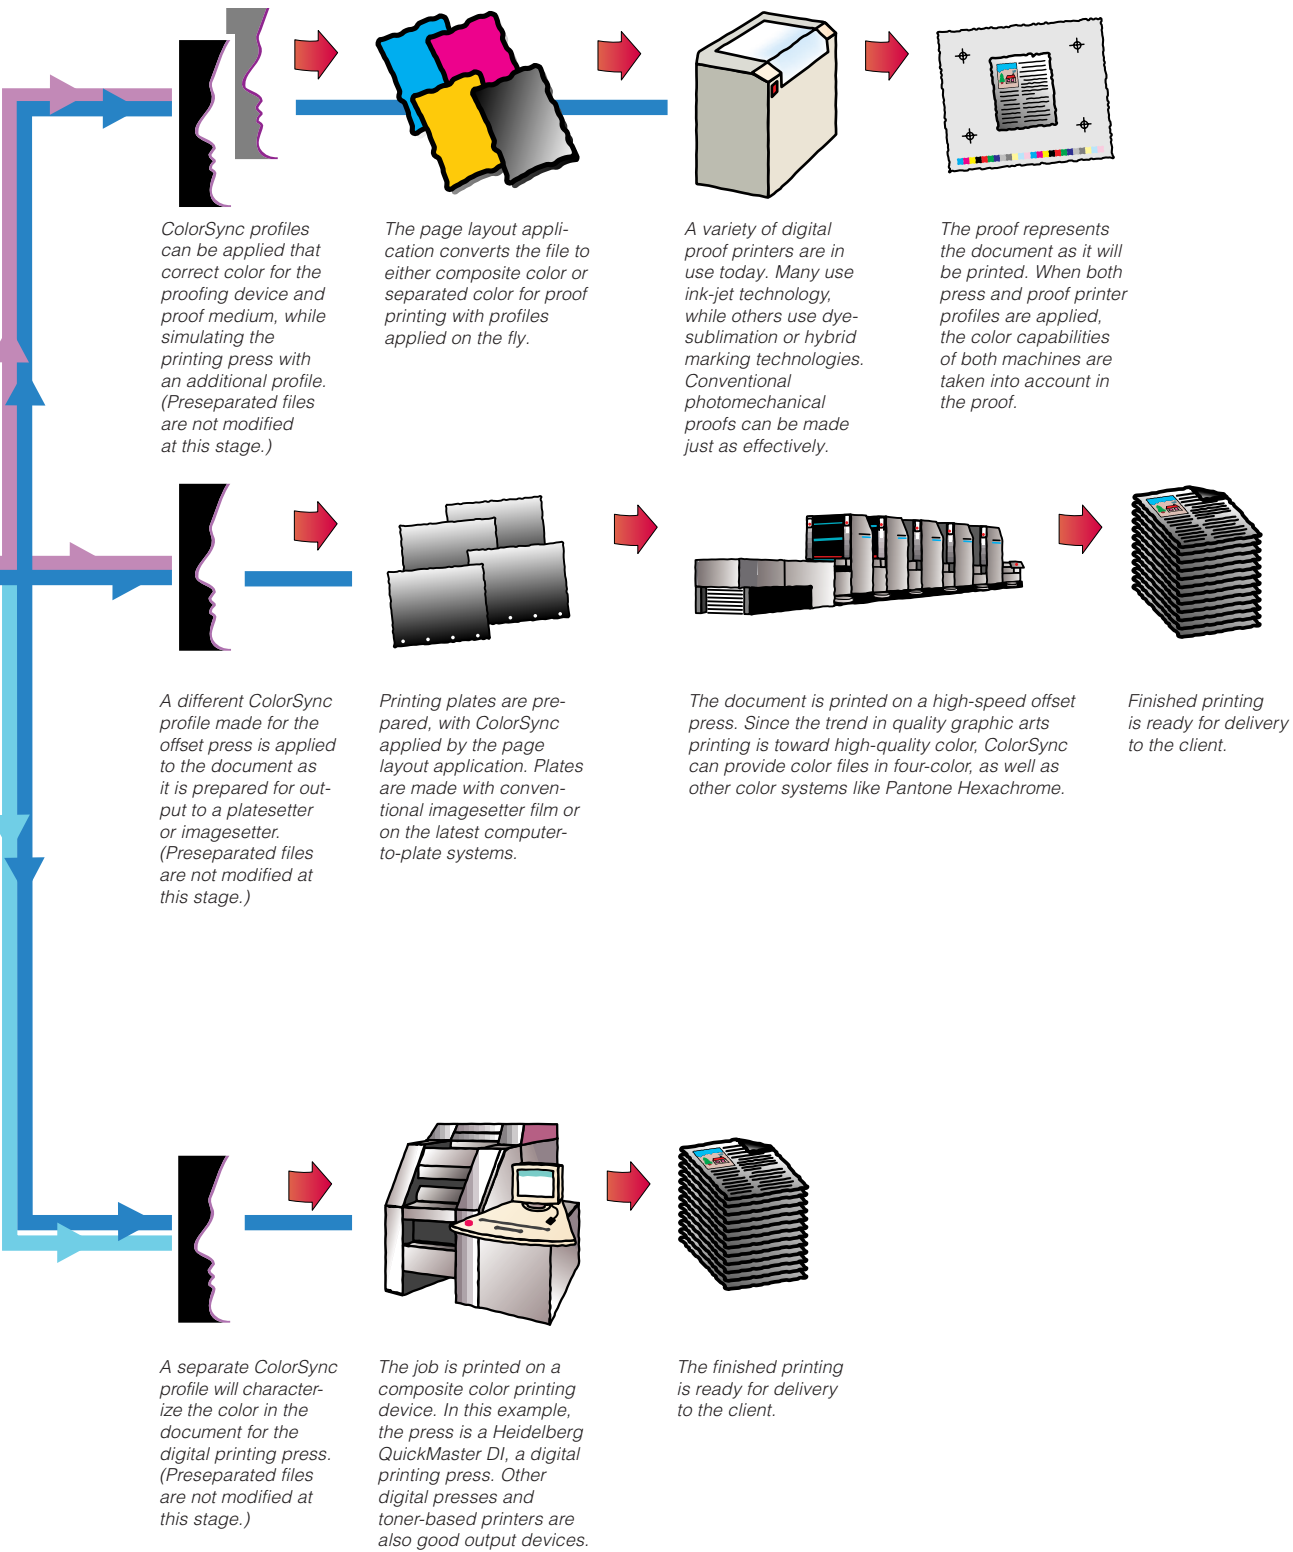 ColorSync profiles
can be applied that
correct color for the
proofing device and
proof medium, while
simulating the
printing press with
an additional profile.
(Preseparated files
are not modified
at this stage.)
The page layout appli-
cation converts the file to
either composite color or
separated color for proof
printing with profiles
applied on the fly.
A variety of digital
proof printers are in
use today. Many use
ink-jet technology,
while others use dye-
sublimation or hybrid
marking technologies.
Conventional
photomechanical
proofs can be made
just as effectively.
The proof represents
the document as it will
be printed. When both
press and proof printer
profiles are applied,
the color capabilities
of both machines are
taken into account in
the proof.
A different ColorSync
profile made for the
offset press is applied
to the document as
it is prepared for out-
put to a platesetter
or imagesetter.
(Preseparated files
are not modified at
this stage.)
Printing plates are pre-
pared, with ColorSync
applied by the page
layout application. Plates
are made with conven-
tional imagesetter film or
on the latest computer-
to-plate systems.
The document is printed on a high-speed offset
press. Since the trend in quality graphic arts
printing is toward high-quality color, ColorSync
can provide color files in four-color, as well as
other color systems like Pantone Hexachrome.
Finished printing
is ready for delivery
to the client.
A separate ColorSync
profile will character-
ize the color in the
document for the
digital printing press.
(Preseparated files
are not modified at
this stage.)
The job is printed on a
composite color printing
device. In this example,
the press is a Heidelberg
QuickMaster DI, a digital
printing press. Other
digital presses and
toner-based printers are
also good output devices.
The finished printing
is ready for delivery
to the client.